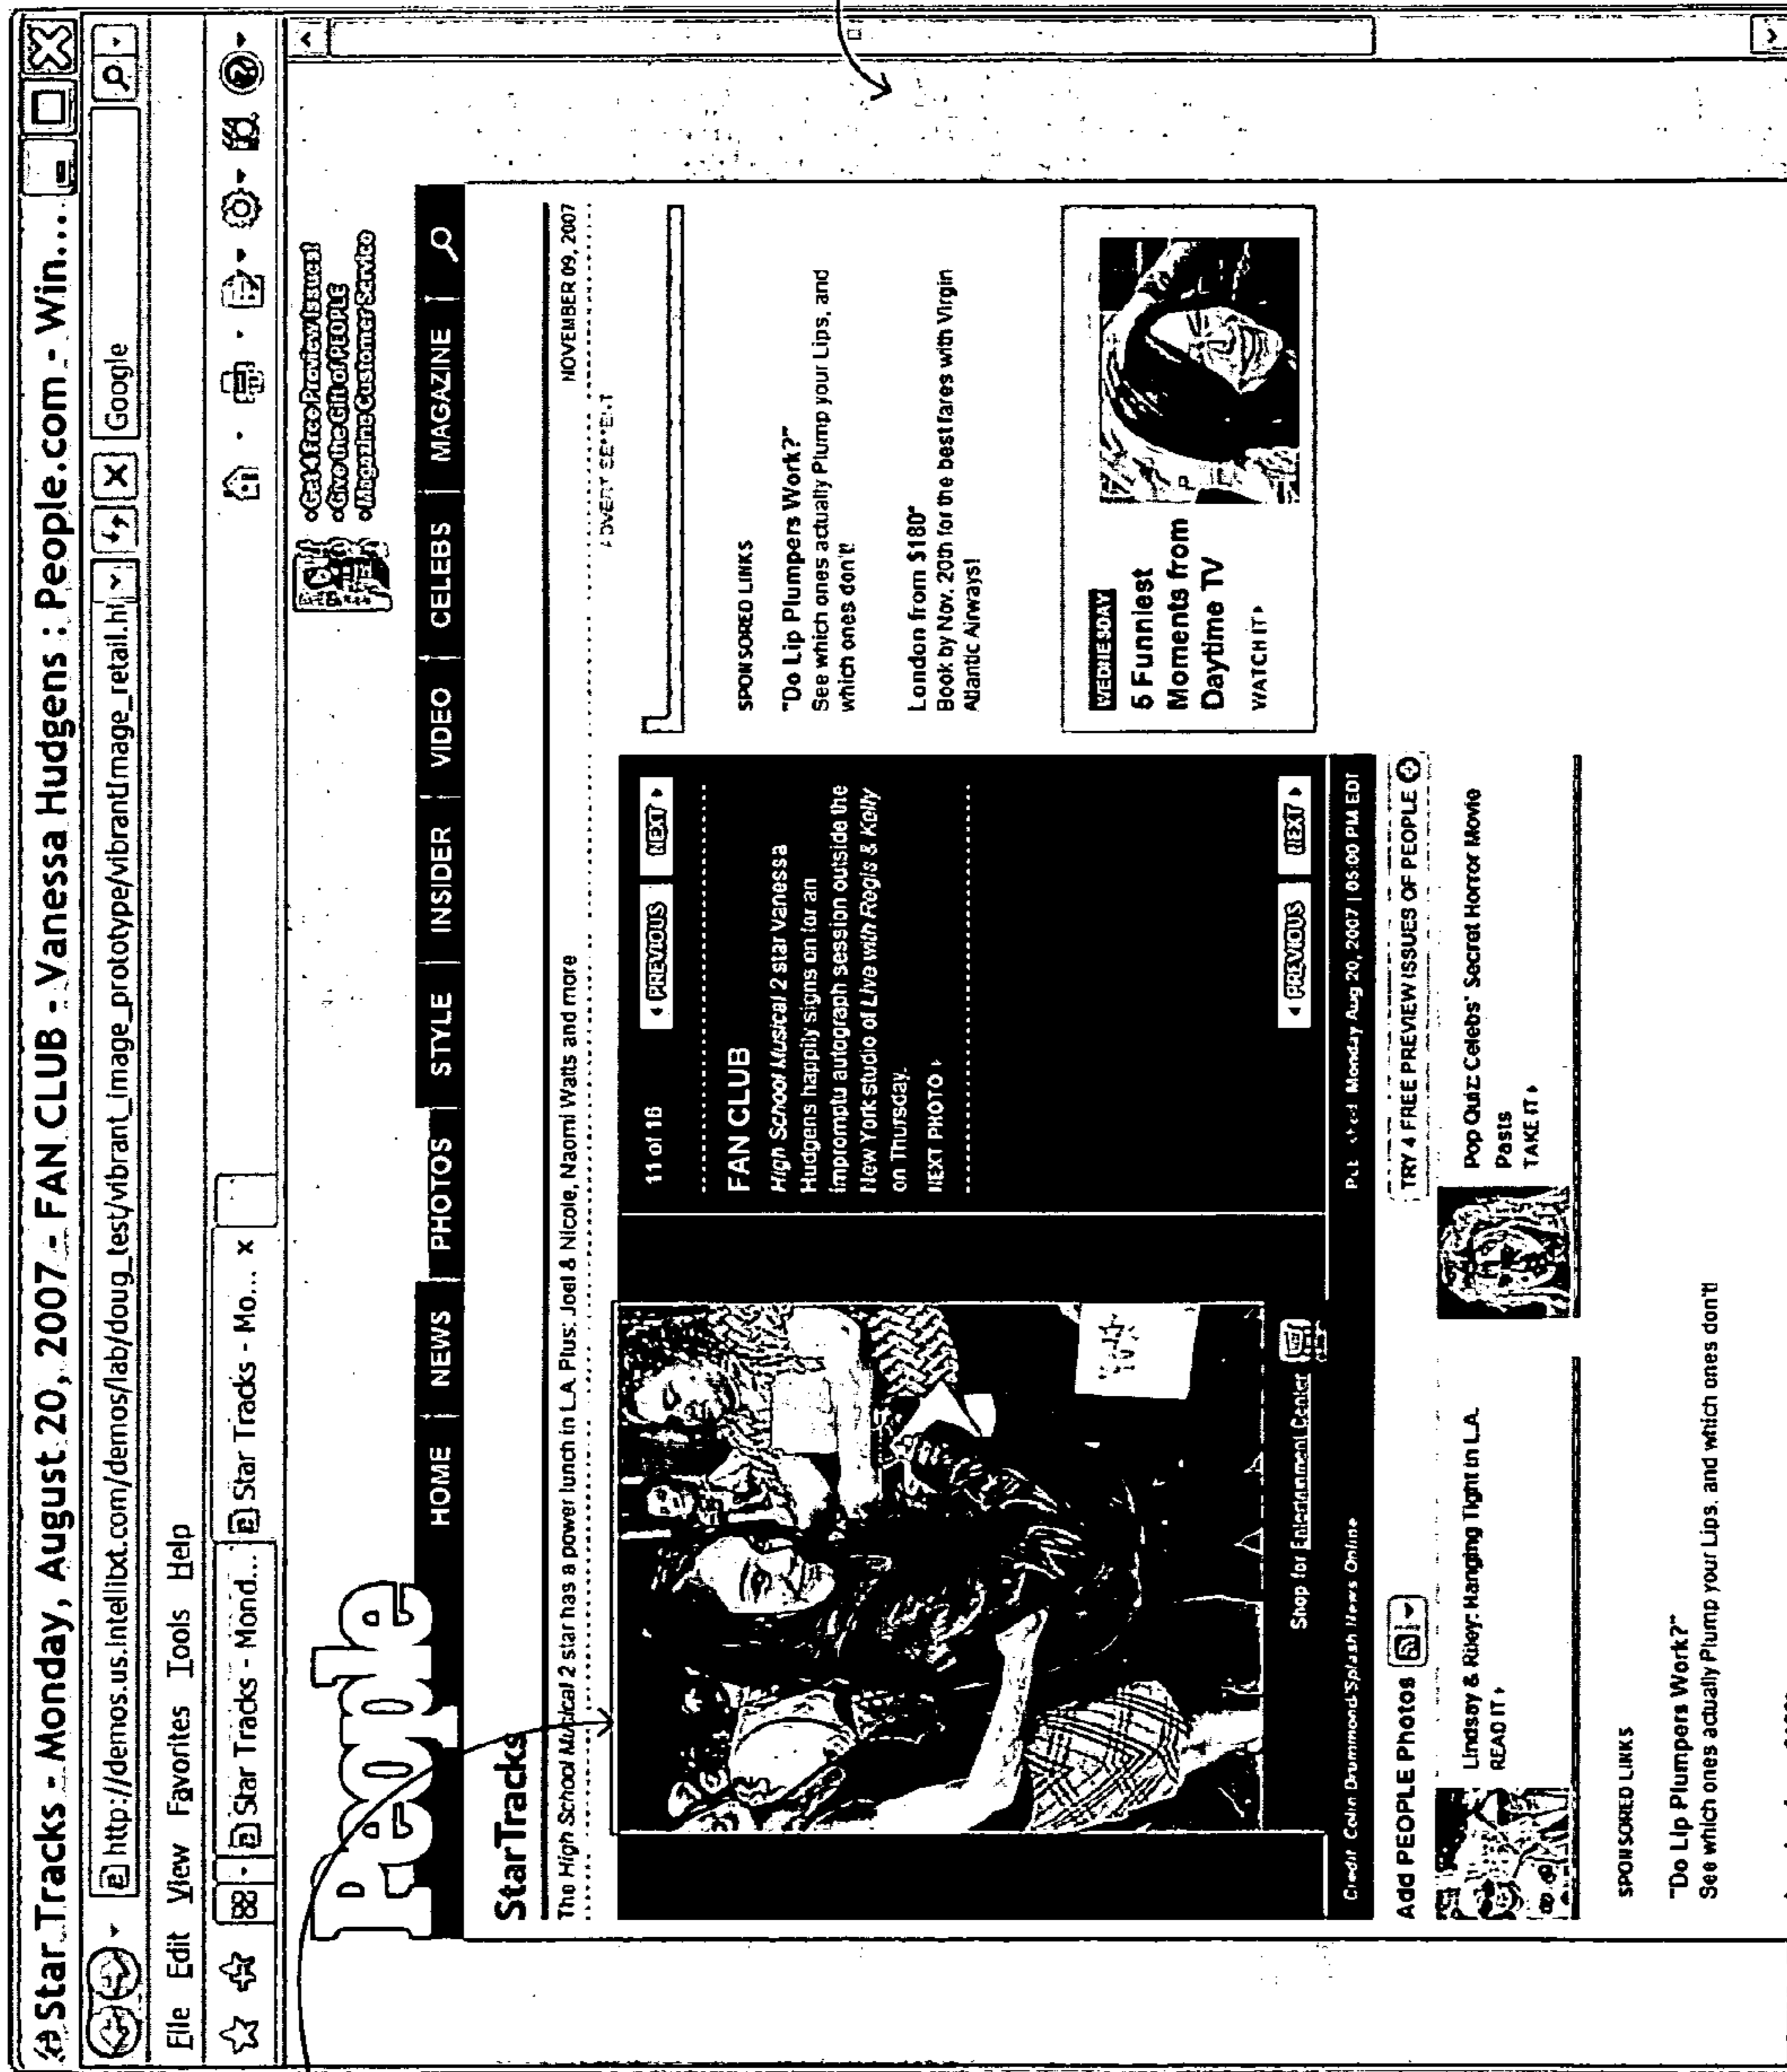 Star Tracks - Monday, August 20, 2007 - FAN CLUB - Vanessa Hudgens : People.com - Win...
http://demos.us.intellitxt.com/demos/lab/doug_test/vibrant_image_prototype/vibrantImage_retail.ht
Google
File Edit View Favorites Tools Help
Star Tracks - Mond...
Star Tracks - Mo... x
People
•Get 4 Free Preview Issues!
•Give the Gift of PEOPLE
•Magazine Customer Service
HOME NEWS PHOTOS STYLE INSIDER VIDEO CELEBS MAGAZINE
StarTracks
NOVEMBER 09, 2007
The High School Musical 2 star has a power lunch in L.A. Plus: Joel & Nicole, Naomi Watts and more
11 of 16
PREVIOUS
NEXT
FAN CLUB
High School Musical 2 star Vanessa
Hudgens happily signs on for an
impromptu autograph session outside the
New York studio of Live with Regis & Kelly
on Thursday.
NEXT PHOTO
PREVIOUS
NEXT
Shop for Entertainment Center
Credit Colin Drummond/Splash News Online
Monday Aug 20, 2007 | 05:00 PM EDT
Add PEOPLE Photos
TRY 4 FREE PREVIEW ISSUES OF PEOPLE
Lindsay & Riley: Hanging Tight in L.A.
READ IT
Pop Quiz: Celebs' Secret Horror Movie
Pasts
TAKE IT
SPONSORED LINKS
"Do Lip Plumpers Work?"
See which ones actually Plump your Lips, and which ones don't!
ADVERTISEMENT
SPONSORED LINKS
"Do Lip Plumpers Work?"
See which ones actually Plump your Lips, and
which ones don't!
London from $180*
Book by Nov. 20th for the best fares with Virgin
Atlantic Airways!
WEDNESDAY
5 Funniest
Moments from
Daytime TV
WATCH IT